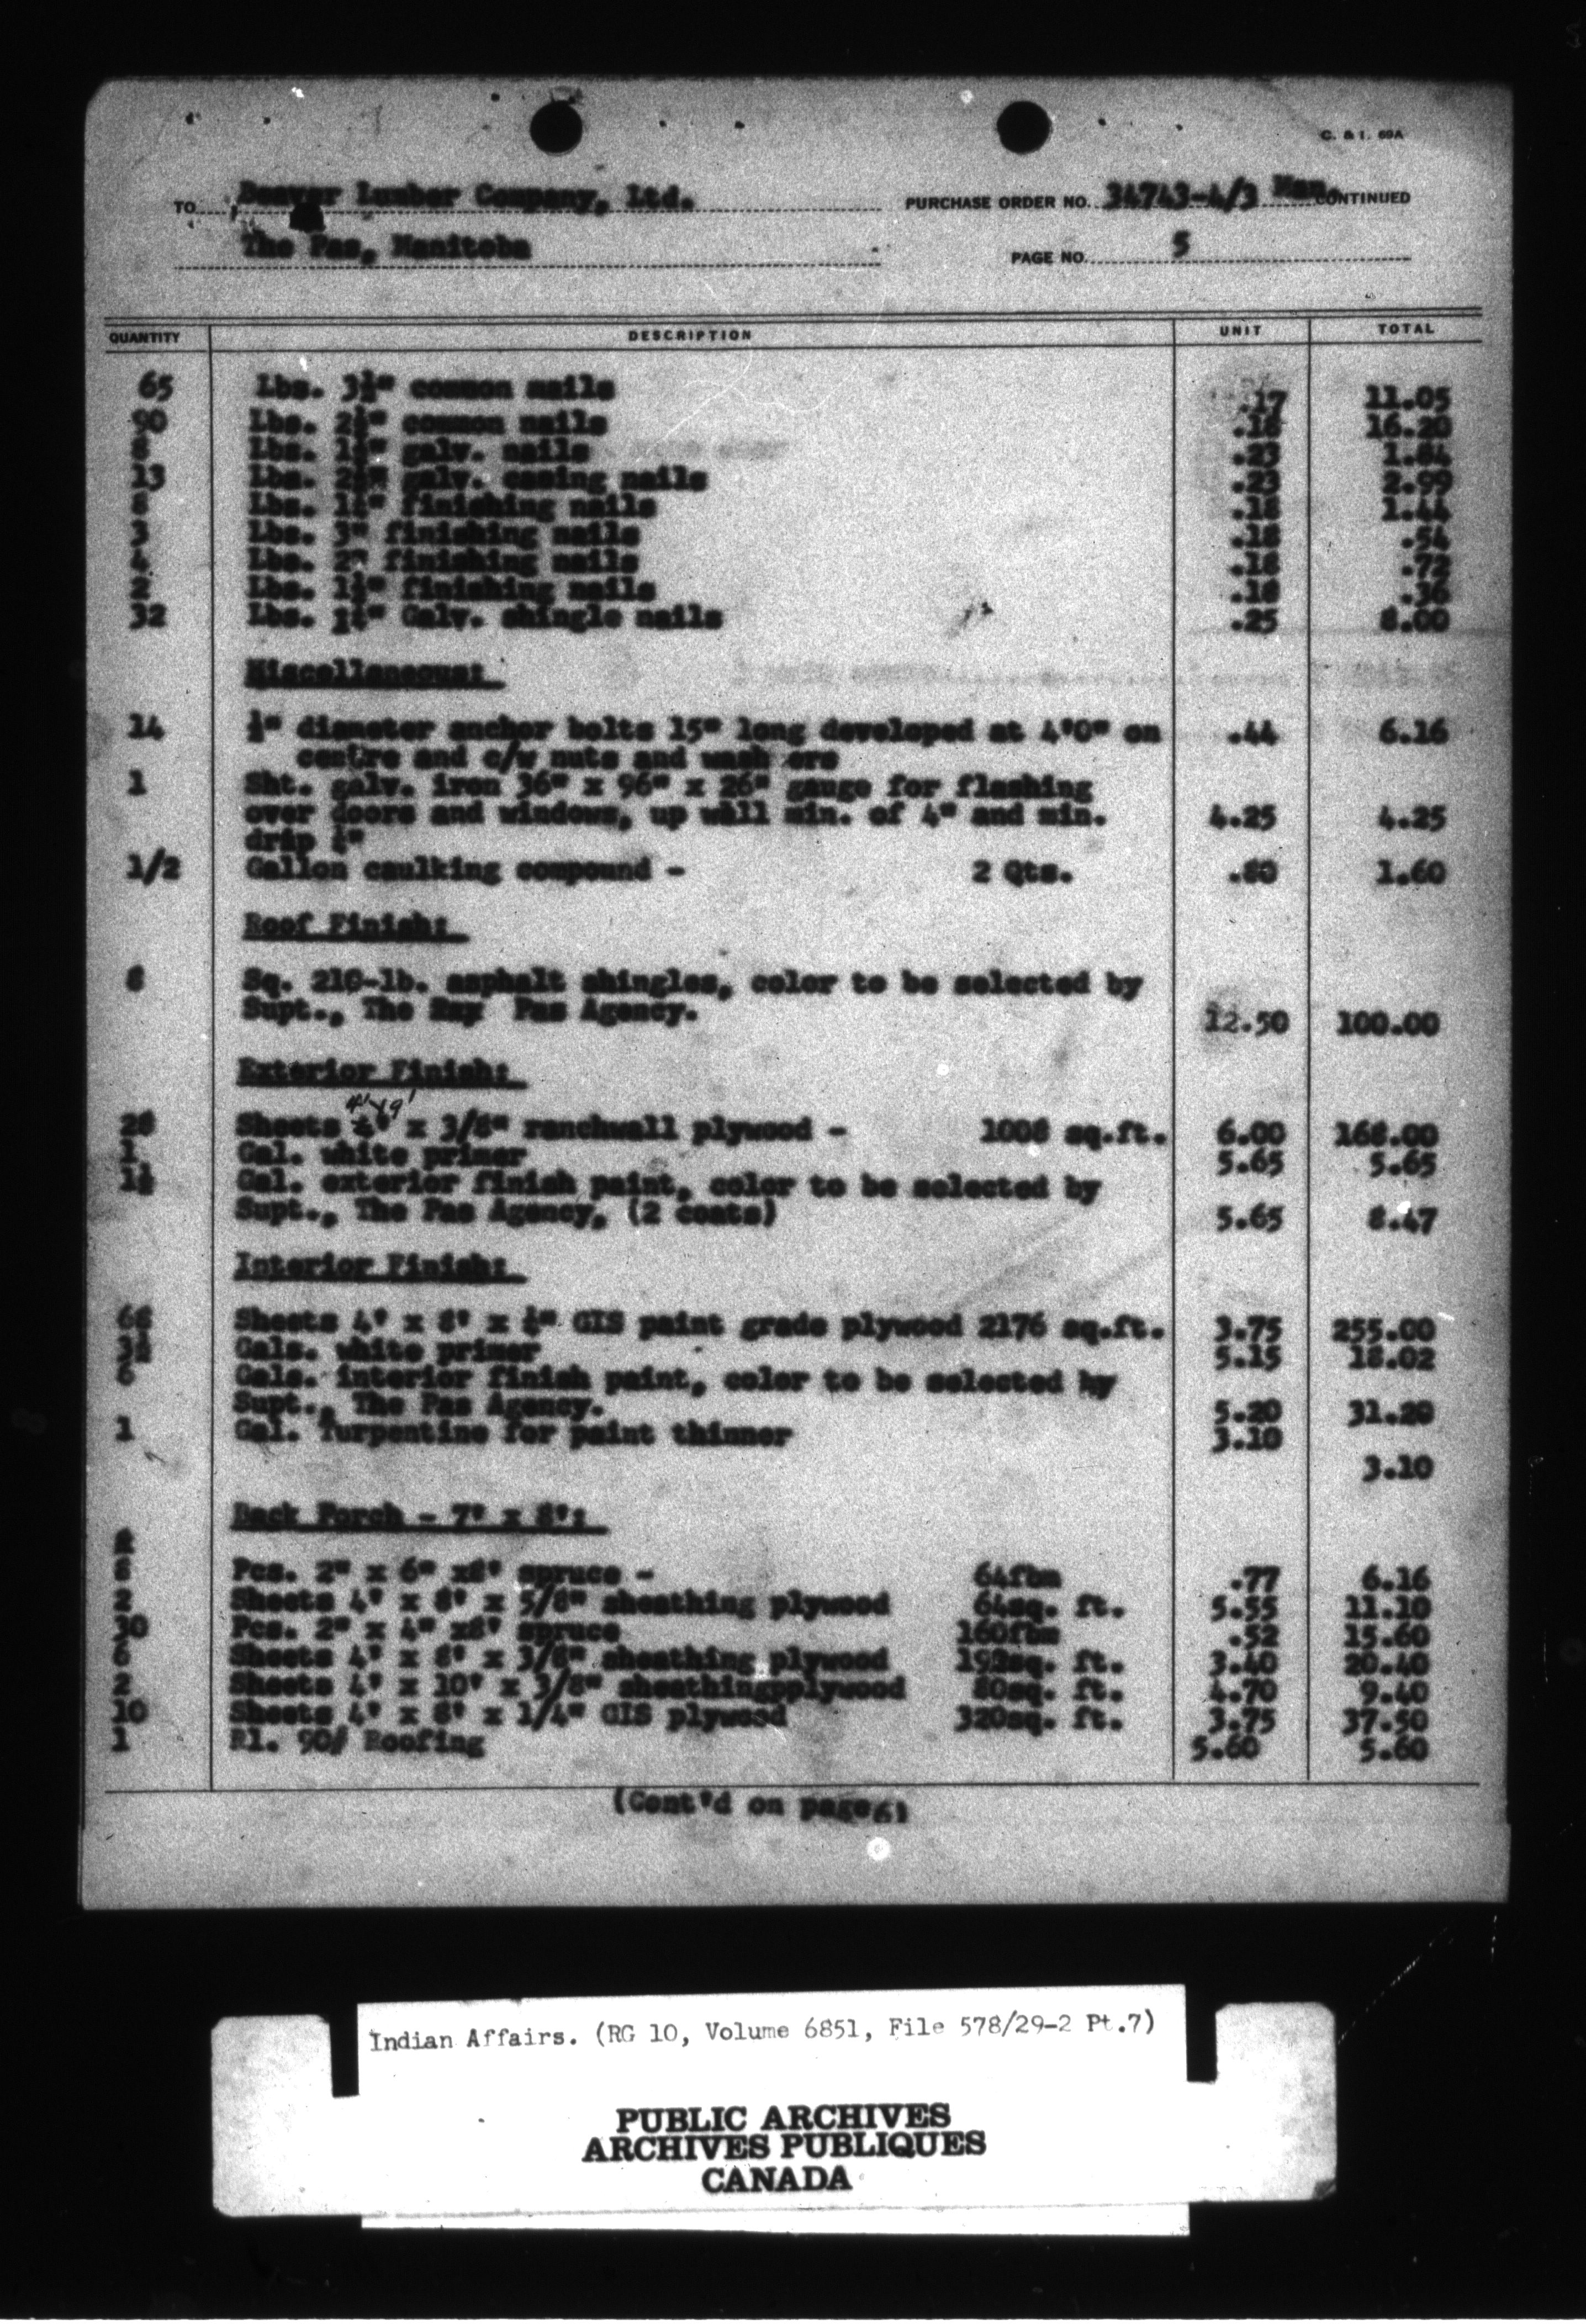 C. & I. 69A
TO Beaver Lumber Company, Ltd. PURCHASE ORDER NO. 34743-4/3 Man. CONTINUED
The Pas, Manitoba PAGE NO. 5
QUANTITY DESCRIPTION UNIT TOTAL
65 Lbs. 3½" common nails .17 11.05
90 Lbs. 2½" common nails .18 16.20
8 Lbs. galv. nails .23 1.84
13 Lbs. 2½" galv. casing nails .23 2.99
8 Lbs. finishing nails .18 1.44
3 Lbs. 3" finishing nails .18 .54
4 Lbs. 2" finishing nails .18 .72
2 Lbs. 1½" finishing nails .18 .36
32 Lbs. Galv. shingle nails .25 8.00
Miscellaneous:
14 ½" diameter anchor bolts 15" long developed at 4'0" on .44 6.16
centre and c/w nuts and wash ers
1 Sht. galv. iron 36" x 96" x 26" gauge for flashing
over doors and windows, up wall min. of 4" and min. 4.25 4.25
drip
1/2 Gallon caulking compound - 2 Qts. .80 1.60
Roof Finish:
8 Sq. 210-lb. asphalt shingles, color to be selected by
Supt., The Pas Agency. 12.50 100.00
Exterior Finish:
4'x9'
28 Sheets x 3/8" ranchwall plywood - 1008 sq.ft. 6.00 168.00
1 Gal. white primer 5.65 5.65
1½ Gal. exterior finish paint, color to be selected by
Supt., The Pas Agency, (2 coats) 5.65 8.47
Interior Finish:
68 Sheets 4' x 8' x ¼" G1S paint grade plywood 2176 sq.ft. 3.75 255.00
3½ Gals. white primer 5.15 18.02
6 Gals. interior finish paint, color to be selected by
Supt., The Pas Agency. 5.20 31.20
1 Gal. Turpentine for paint thinner 3.10
3.10
Back Porch - 7' x 8':
8 Pcs. 2" x 6" x8' spruce - 64fbm .77 6.16
2 Sheets 4' x 8' x 5/8" sheathing plywood 64sq. ft. 5.55 11.10
30 Pcs. 2" x 4" x8' spruce 160fbm .52 15.60
6 Sheets 4' x 8' x 3/8" sheathing plywood 192sq. ft. 3.40 20.40
2 Sheets 4' x 10' x 3/8" sheathingpplywood 80sq. ft. 4.70 9.40
10 Sheets 4' x 8' x 1/4" G1S plywood 320sq. ft. 3.75 37.50
1 Rl. 90# Roofing 5.60 5.60
(Cont'd on page6)
Indian Affairs. (RG 10, Volume 6851, File 578/29-2 Pt.7)
PUBLIC ARCHIVES
ARCHIVES PUBLIQUES
CANADA